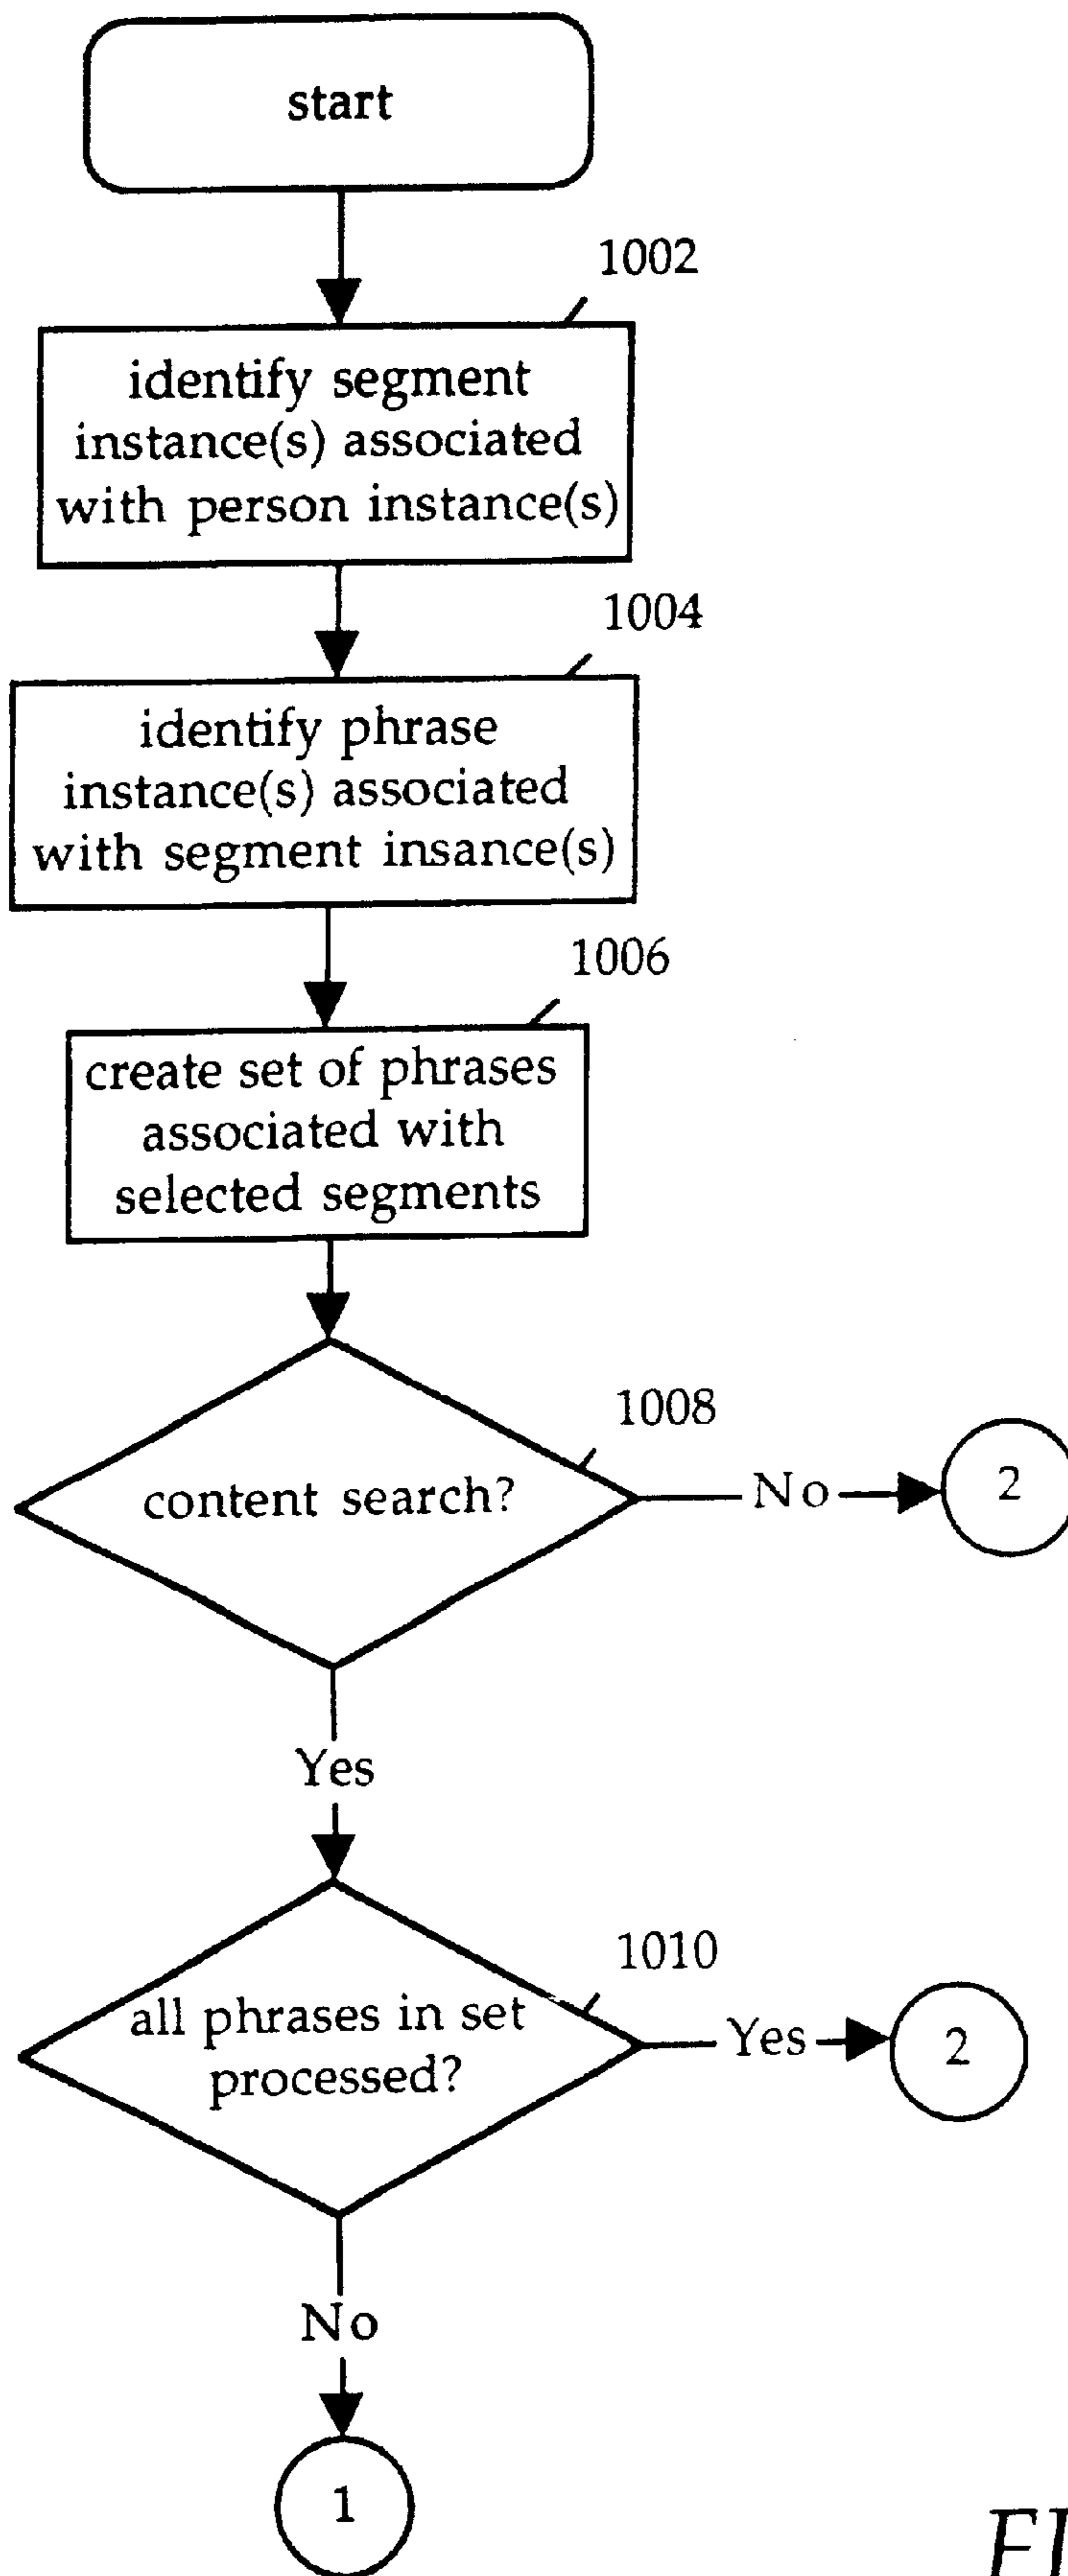 start
1002
identify segment
instance(s) associated
with person instance(s)
1004
identify phrase
instance(s) associated
with segment insance(s)
1006
create set of phrases
associated with
selected segments
1008
content search?
No
2
Yes
1010
all phrases in set
processed?
Yes
2
No
1